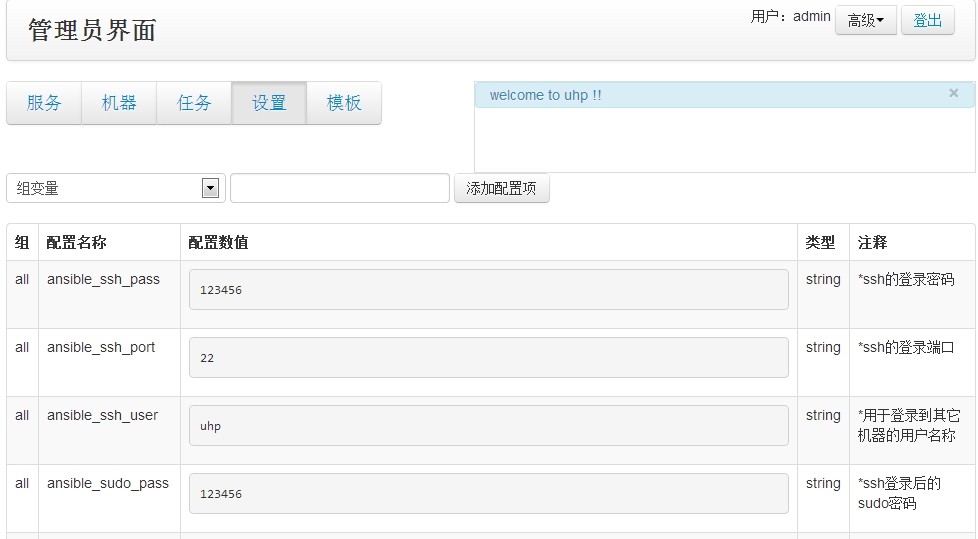 管理员界面
用户：admin 高级 登出
服务 机器 任务 设置 模板
welcome to uhp !! ×
组变量 添加配置项
组 配置名称 配置数值 类型 注释
all ansible_ssh_pass 123456 string *ssh的登录密码
all ansible_ssh_port 22 string *ssh的登录端口
all ansible_ssh_user uhp string *用于登录到其它
机器的用户名称
all ansible_sudo_pass 123456 string *ssh登录后的
sudo密码